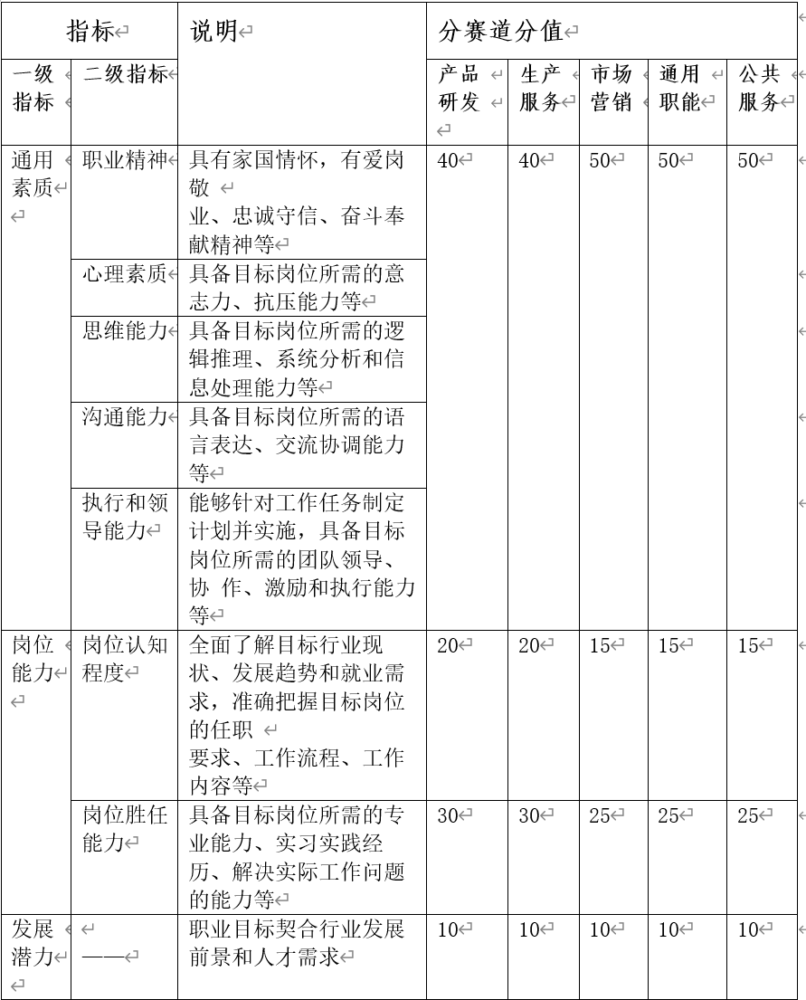 指标 说明 分赛道分值
一级 二级指标 产品 生产 市场 通用 公共
指标 研发 服务 营销 职能 服务
通用 职业精神 具有家国情怀，有爱岗 40 40 50 50 50
素质 敬
业、忠诚守信、奋斗奉
献精神等
心理素质 具备目标岗位所需的意
志力、抗压能力等
思维能力 具备目标岗位所需的逻
辑推理、系统分析和信
息处理能力等
沟通能力 具备目标岗位所需的语
言表达、交流协调能力
等
执行和领 能够针对工作任务制定
导能力 计划并实施，具备目标
岗位所需的团队领导、
协 作、激励和执行能力
等
岗位 岗位认知 全面了解目标行业现 20 20 15 15 15
能力 程度 状、发展趋势和就业需
求，准确把握目标岗位
的任职
要求、工作流程、工作
内容等
岗位胜任 具备目标岗位所需的专 30 30 25 25 25
能力 业能力、实习实践经
历、解决实际工作问题
的能力等
发展 职业目标契合行业发展 10 10 10 10 10
潜力 —— 前景和人才需求